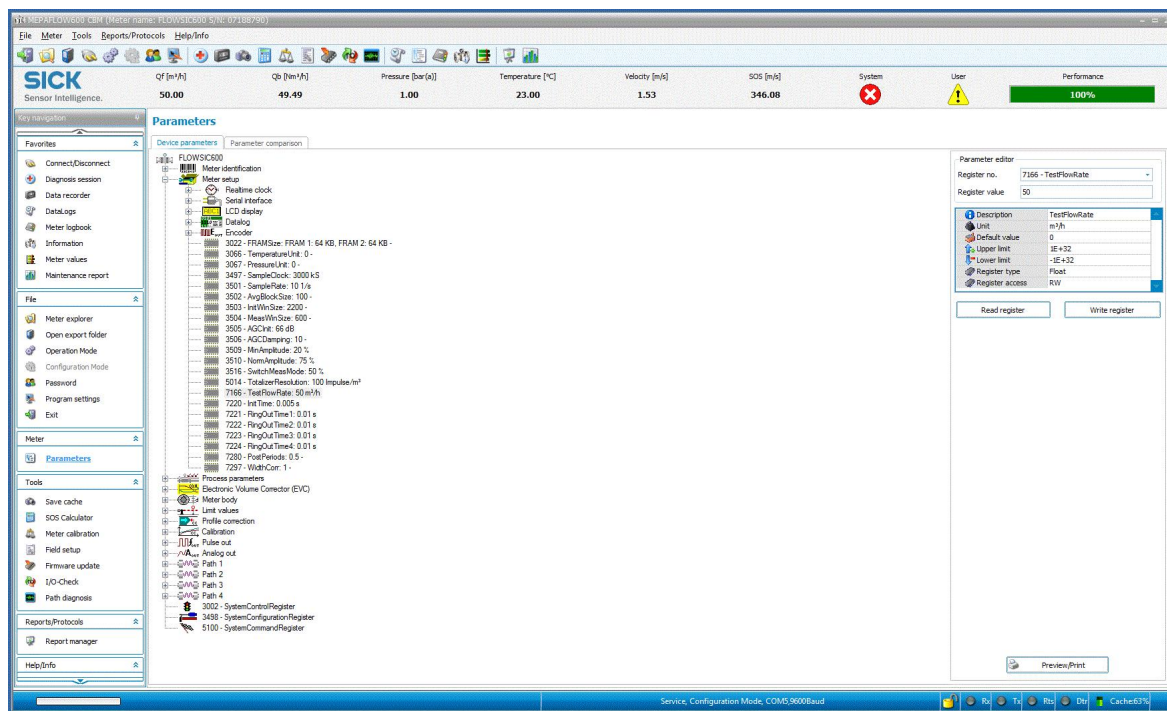 MEPAFLOW600 CBM (Meter name: FLOWSIC600 S/N: 07188790)
File Meter Tools Reports/Protocols Help/Info
SICK
Sensor Intelligence.
Qf [m³/h] Qb [Nm³/h] Pressure [bar(a)] Temperature [°C] Velocity [m/s] SOS [m/s] System User Performance
50.00 49.49 1.00 23.00 1.53 346.08 100%
Key navigation
Favorites
Connect/Disconnect
Diagnosis session
Data recorder
DataLogs
Meter logbook
Information
Meter values
Maintenance report
File
Meter explorer
Open export folder
Operation Mode
Configuration Mode
Password
Program settings
Exit
Meter
Parameters
Tools
Save cache
SOS Calculator
Meter calibration
Field setup
Firmware update
I/O-Check
Path diagnosis
Reports/Protocols
Report manager
Help/Info
Parameters
Device parameters Parameter comparison
FLOWSIC600
Meter identification
Meter setup
Realtime clock
Serial interface
LCD display
Datalog
Encoder
3022 - FRAMSize: FRAM 1: 64 KB, FRAM 2: 64 KB -
3066 - TemperatureUnit: 0 -
3067 - PressureUnit: 0 -
3497 - SampleClock: 3000 kS
3501 - SampleRate: 10 1/s
3502 - AvgBlockSize: 100 -
3503 - InitWinSize: 2200 -
3504 - MeasWinSize: 600 -
3505 - AGCInit: 66 dB
3506 - AGCDamping: 10 -
3509 - MinAmplitude: 20 %
3510 - NormAmplitude: 75 %
3516 - SwitchMeasMode: 50 %
5014 - TotalizerResolution: 100 Impulse/m³
7166 - TestFlowRate: 50 m³/h
7220 - InitTime: 0.005 s
7221 - RingOutTime1: 0.01 s
7222 - RingOutTime2: 0.01 s
7223 - RingOutTime3: 0.01 s
7224 - RingOutTime4: 0.01 s
7280 - PostPeriods: 0.5 -
7297 - WidthCorr: 1 -
Process parameters
Electronic Volume Corrector (EVC)
Meter body
Limit values
Profile correction
Calibration
Pulse out
Analog out
Path 1
Path 2
Path 3
Path 4
3002 - SystemControlRegister
3498 - SystemConfigurationRegister
5100 - SystemCommandRegister
Parameter editor
Register no. 7166 - TestFlowRate
Register value 50
Description TestFlowRate
Unit m³/h
Default value 0
Upper limit 1E+32
Lower limit -1E+32
Register type Float
Register access RW
Read register Write register
Preview/Print
Service, Configuration Mode, COM5,9600Baud Rx Tx Rts Dtr Cache:63%